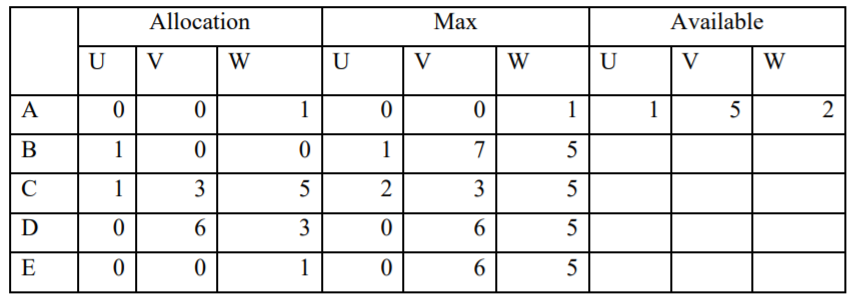 Allocation Max Available
U V W U V W U V W
A 0 0 1 0 0 1 1 5 2
B 1 0 0 1 7 5
C 1 3 5 2 3 5
D 0 6 3 0 6 5
E 0 0 1 0 6 5